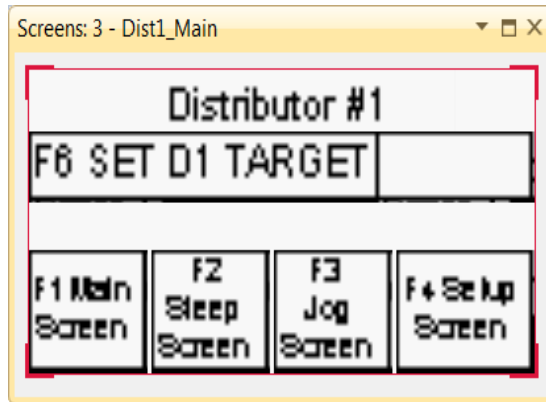 Screens: 3 - Dist1_Main
Distributor #1
F6 SET D1 TARGET
F1 Main
Screen
F2
Sleep
Screen
F3
Jog
Screen
F4 Setup
Screen